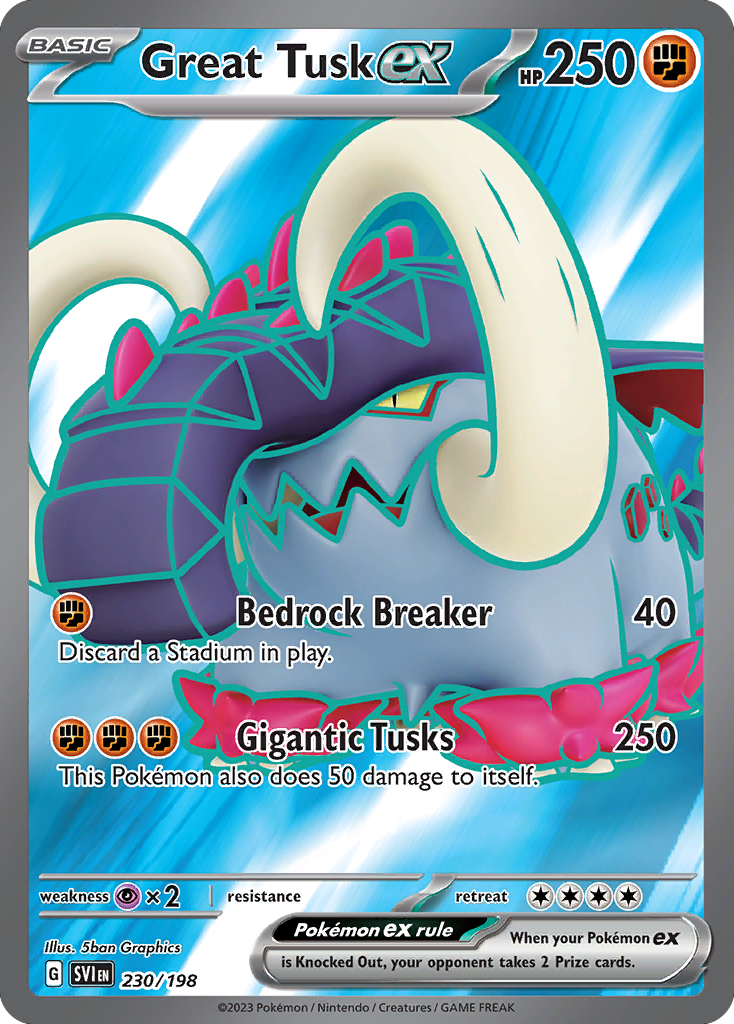 BASIC
Great Tusk ex
HP 250
Bedrock Breaker 40
Discard a Stadium in play.
Gigantic Tusks 250
This Pokémon also does 50 damage to itself.
weakness ×2 resistance retreat
Illus. 5ban Graphics
Pokémon ex rule When your Pokémon ex
is Knocked Out, your opponent takes 2 Prize cards.
G SVI EN 230/198
©2023 Pokémon / Nintendo / Creatures / GAME FREAK